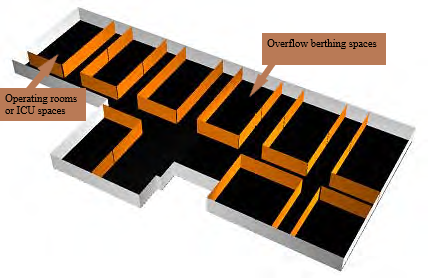 Overflow berthing spaces
Operating rooms
or ICU spaces